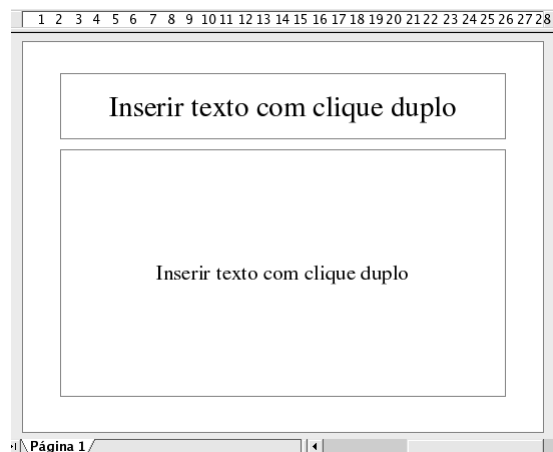 1 2 3 4 5 6 7 8 9 10 11 12 13 14 15 16 17 18 19 20 21 22 23 24 25 26 27 28
Inserir texto com clique duplo
Inserir texto com clique duplo
Página 1